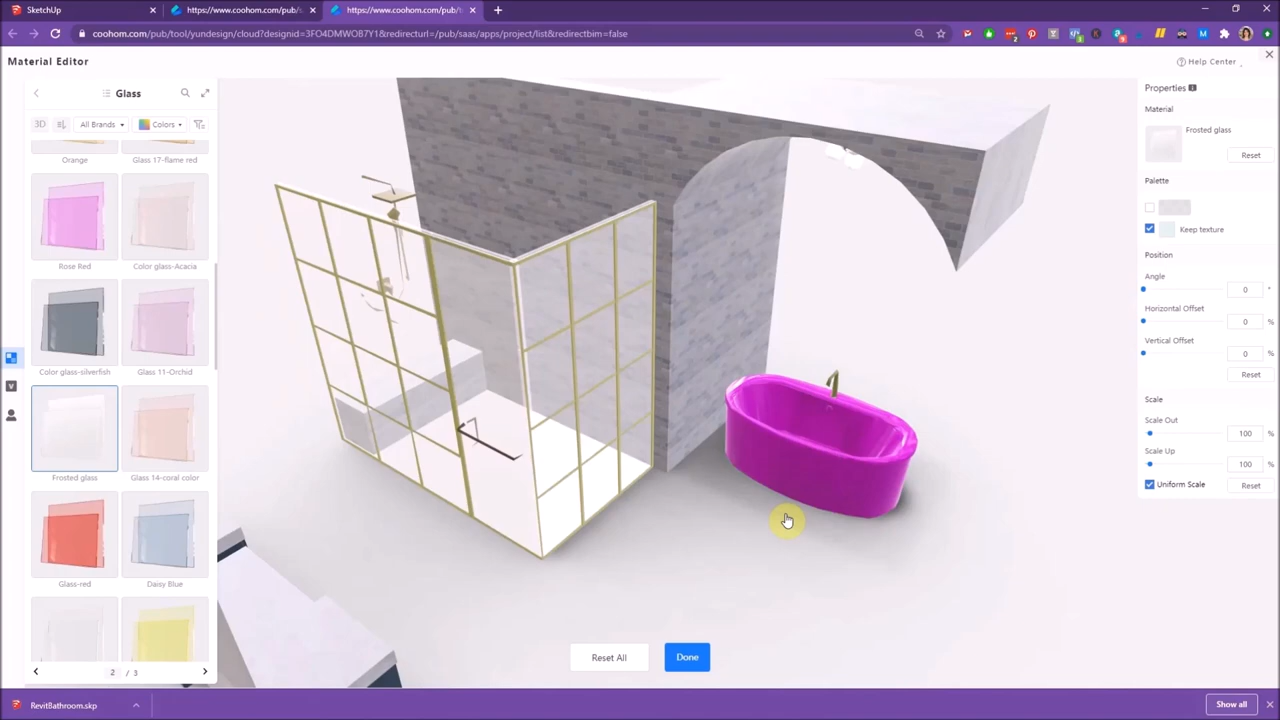 SketchUp
https://www.coohom.com/pub/s
https://www.coohom.com/pub/t
coohom.com/pub/tool/yundesign/cloud?designid=3FO4DMWO87Y1&redirecturl=/pub/saas/apps/project/list&redirectbim=false
Material Editor
Help Center
Glass
3D
All Brands
Colors
Orange
Glass 17-flame red
Rose Red
Color glass-Acacia
Color glass-silverfish
Glass 11-Orchid
Frosted glass
Glass 14-coral color
Glass-red
Daisy Blue
2 / 3
Properties
Material
Frosted glass
Reset
Palette
Keep texture
Position
Angle
0 °
Horizontal Offset
0 %
Vertical Offset
0 %
Reset
Scale
Scale Out
100 %
Scale Up
100 %
Uniform Scale
Reset
Reset All
Done
RevitBathroom.skp
Show all